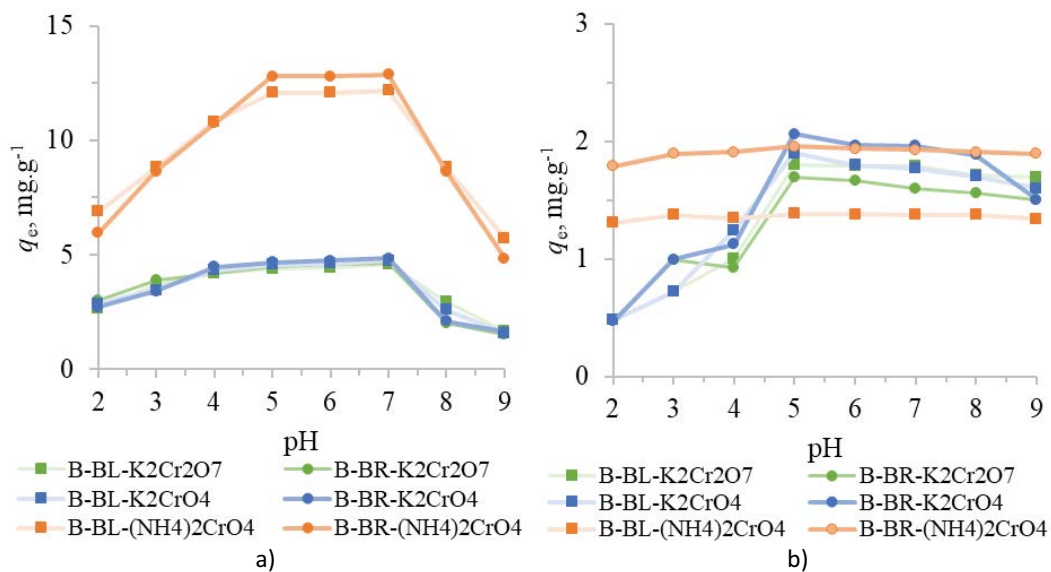 a)
15
10
5
0
qe, mg.g-1
2 3 4 5 6 7 8 9
pH
B-BL-K2Cr2O7 B-BR-K2Cr2O7
B-BL-K2CrO4 B-BR-K2CrO4
B-BL-(NH4)2CrO4 B-BR-(NH4)2CrO4
a)
b)
3
2
1
0
qe, mg.g-1
2 3 4 5 6 7 8 9
pH
B-BL-K2Cr2O7 B-BR-K2Cr2O7
B-BL-K2CrO4 B-BR-K2CrO4
B-BL-(NH4)2CrO4 B-BR-(NH4)2CrO4
b)